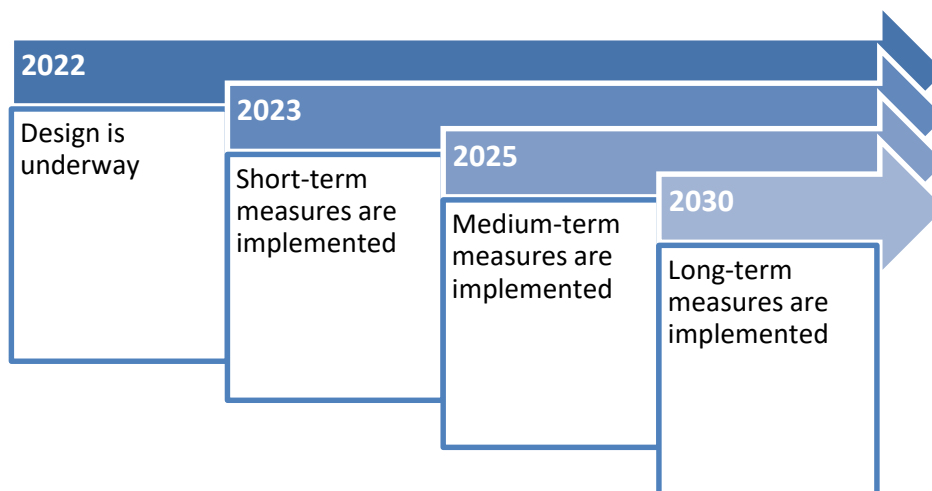 2022
Design is
underway
2023
Short-term
measures are
implemented
2025
Medium-term
measures are
implemented
2030
Long-term
measures are
implemented